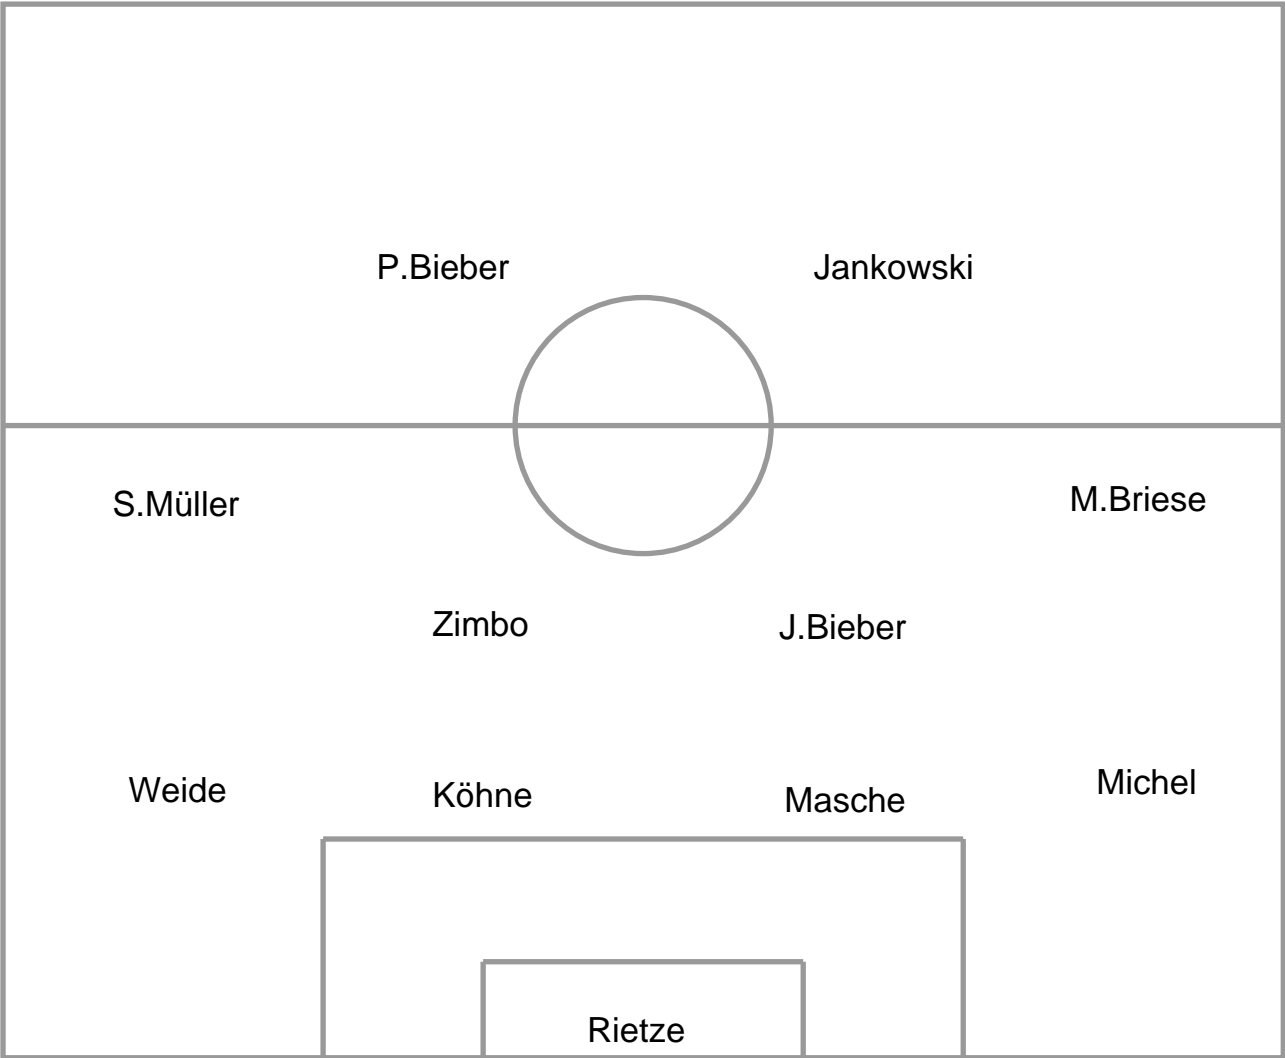 P.Bieber
Jankowski
S.Müller
M.Briese
Zimbo
J.Bieber
Weide
Köhne
Masche
Michel
Rietze